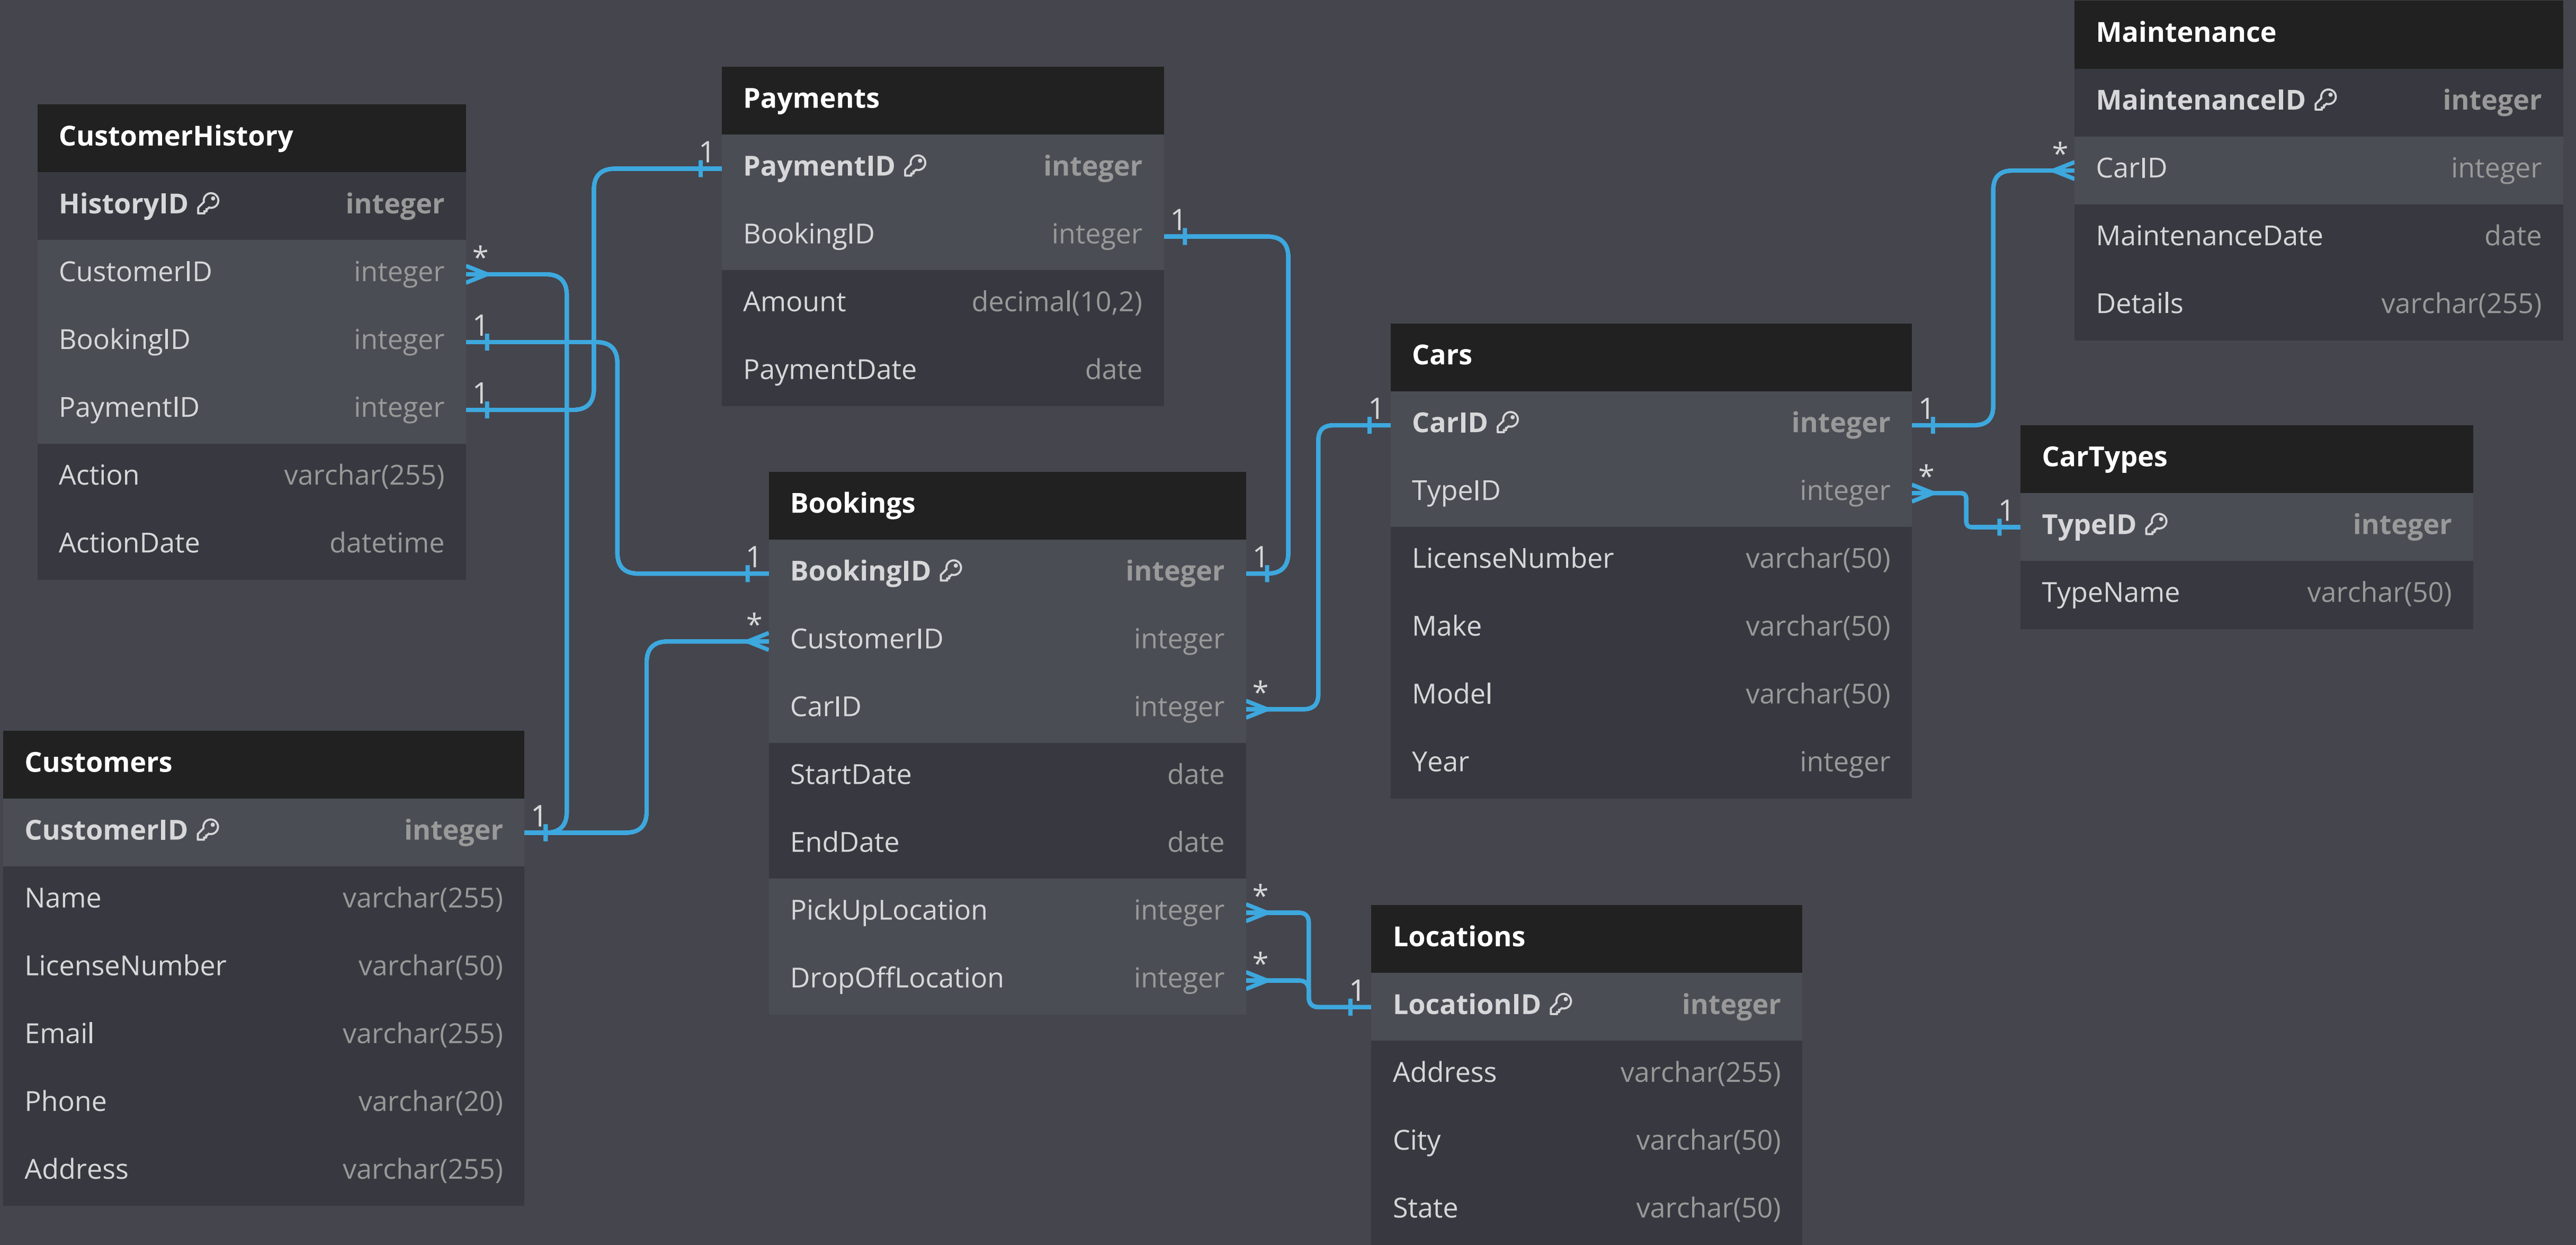 CustomerHistory
HistoryID integer
* 
CustomerID integer
1
BookingID integer
1
PaymentID integer
Action varchar(255)
ActionDate datetime
Payments
1
PaymentID integer
1
BookingID integer
Amount decimal(10,2)
PaymentDate date
Bookings
1 1
BookingID integer
*
CustomerID integer
*
CarID integer
StartDate date
EndDate date
*
PickUpLocation integer
*
DropOffLocation integer
Customers
1
CustomerID integer
Name varchar(255)
LicenseNumber varchar(50)
Email varchar(255)
Phone varchar(20)
Address varchar(255)
Cars
1 1
CarID integer
*
TypeID integer
LicenseNumber varchar(50)
Make varchar(50)
Model varchar(50)
Year integer
Maintenance
MaintenanceID integer
*
CarID integer
MaintenanceDate date
Details varchar(255)
CarTypes
1
TypeID integer
TypeName varchar(50)
Locations
1
LocationID integer
Address varchar(255)
City varchar(50)
State varchar(50)